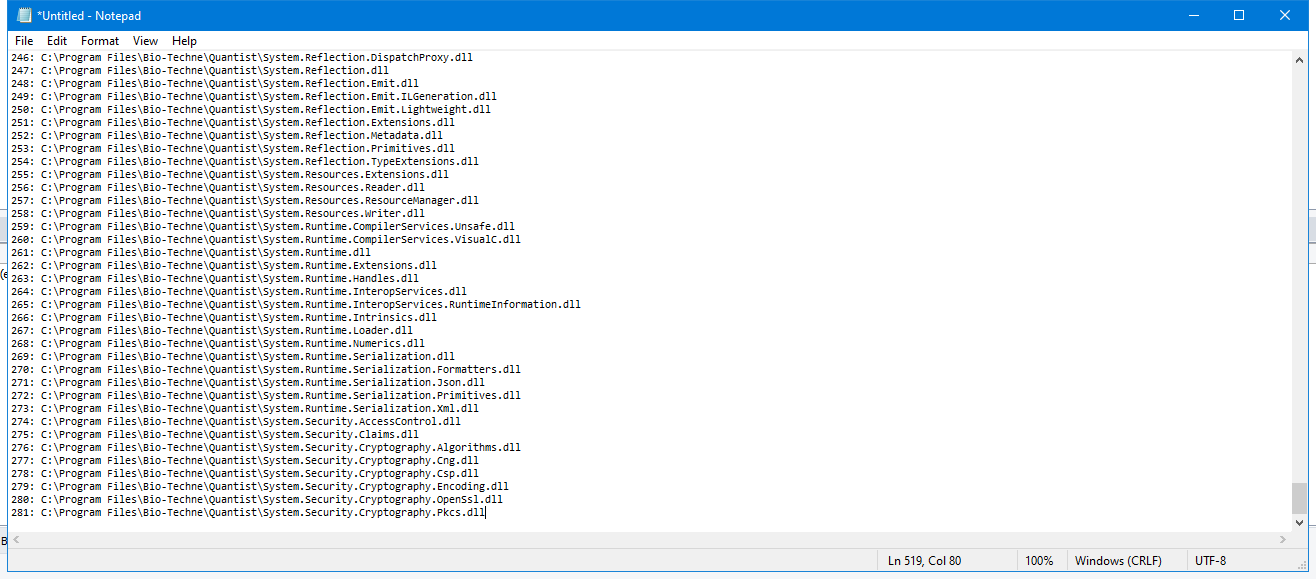 *Untitled - Notepad
File Edit Format View Help
246: C:\Program Files\Bio-Techne\Quantist\System.Reflection.DispatchProxy.dll
247: C:\Program Files\Bio-Techne\Quantist\System.Reflection.dll
248: C:\Program Files\Bio-Techne\Quantist\System.Reflection.Emit.dll
249: C:\Program Files\Bio-Techne\Quantist\System.Reflection.Emit.ILGeneration.dll
250: C:\Program Files\Bio-Techne\Quantist\System.Reflection.Emit.Lightweight.dll
251: C:\Program Files\Bio-Techne\Quantist\System.Reflection.Extensions.dll
252: C:\Program Files\Bio-Techne\Quantist\System.Reflection.Metadata.dll
253: C:\Program Files\Bio-Techne\Quantist\System.Reflection.Primitives.dll
254: C:\Program Files\Bio-Techne\Quantist\System.Reflection.TypeExtensions.dll
255: C:\Program Files\Bio-Techne\Quantist\System.Resources.Extensions.dll
256: C:\Program Files\Bio-Techne\Quantist\System.Resources.Reader.dll
257: C:\Program Files\Bio-Techne\Quantist\System.Resources.ResourceManager.dll
258: C:\Program Files\Bio-Techne\Quantist\System.Resources.Writer.dll
259: C:\Program Files\Bio-Techne\Quantist\System.Runtime.CompilerServices.Unsafe.dll
260: C:\Program Files\Bio-Techne\Quantist\System.Runtime.CompilerServices.VisualC.dll
261: C:\Program Files\Bio-Techne\Quantist\System.Runtime.dll
262: C:\Program Files\Bio-Techne\Quantist\System.Runtime.Extensions.dll
263: C:\Program Files\Bio-Techne\Quantist\System.Runtime.Handles.dll
264: C:\Program Files\Bio-Techne\Quantist\System.Runtime.InteropServices.dll
265: C:\Program Files\Bio-Techne\Quantist\System.Runtime.InteropServices.RuntimeInformation.dll
266: C:\Program Files\Bio-Techne\Quantist\System.Runtime.Intrinsics.dll
267: C:\Program Files\Bio-Techne\Quantist\System.Runtime.Loader.dll
268: C:\Program Files\Bio-Techne\Quantist\System.Runtime.Numerics.dll
269: C:\Program Files\Bio-Techne\Quantist\System.Runtime.Serialization.dll
270: C:\Program Files\Bio-Techne\Quantist\System.Runtime.Serialization.Formatters.dll
271: C:\Program Files\Bio-Techne\Quantist\System.Runtime.Serialization.Json.dll
272: C:\Program Files\Bio-Techne\Quantist\System.Runtime.Serialization.Primitives.dll
273: C:\Program Files\Bio-Techne\Quantist\System.Runtime.Serialization.Xml.dll
274: C:\Program Files\Bio-Techne\Quantist\System.Security.AccessControl.dll
275: C:\Program Files\Bio-Techne\Quantist\System.Security.Claims.dll
276: C:\Program Files\Bio-Techne\Quantist\System.Security.Cryptography.Algorithms.dll
277: C:\Program Files\Bio-Techne\Quantist\System.Security.Cryptography.Cng.dll
278: C:\Program Files\Bio-Techne\Quantist\System.Security.Cryptography.Csp.dll
279: C:\Program Files\Bio-Techne\Quantist\System.Security.Cryptography.Encoding.dll
280: C:\Program Files\Bio-Techne\Quantist\System.Security.Cryptography.OpenSsl.dll
281: C:\Program Files\Bio-Techne\Quantist\System.Security.Cryptography.Pkcs.dll
Ln 519, Col 80 100% Windows (CRLF) UTF-8